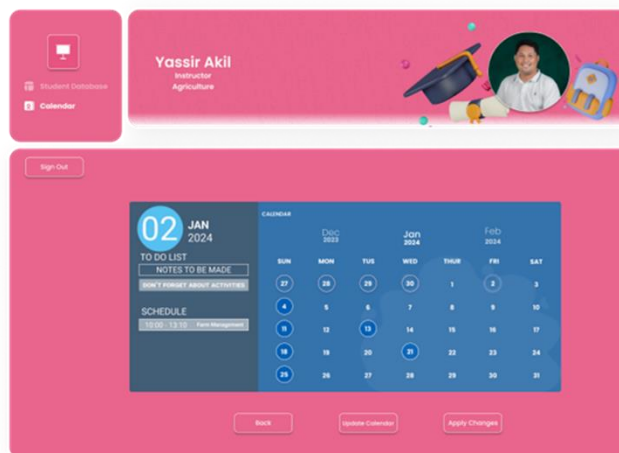 Yassir Akil
Instructor
Agriculture
Student Database
Calendar
Sign Out
02 JAN
2024
TO DO LIST
NOTES TO BE MADE
DON'T FORGET ABOUT ACTIVITIES
SCHEDULE
10:00 - 13:10 Farm Management
CALENDAR
Dec Jan Feb
2023 2024 2024
SUN MON TUS WED THUR FRI SAT
27 28 29 30 1 2 3
4 5 6 7 8 9 10
11 12 13 14 15 16 17
18 19 20 21 22 23 24
25 26 27 28 29 30 31
Back Update Calendar Apply Changes